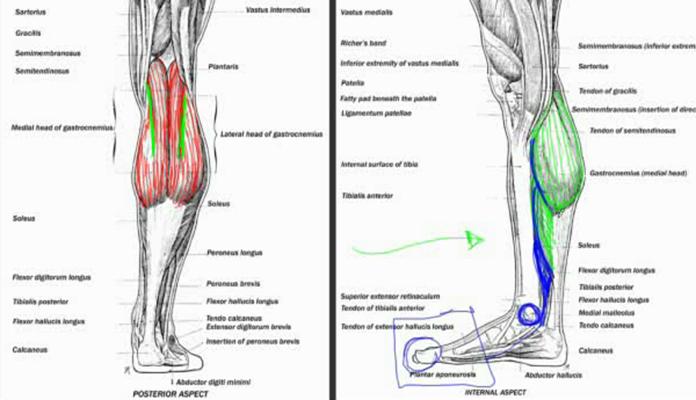 Sartorius
Vastus Intermedius
Gracilis
Semimembranosus
Semitendinosus
Plantaris
Medial head of gastrocnemius
Lateral head of gastrocnemius
Soleus
Soleus
Peroneus longus
Flexor digitorum longus
Peroneus brevis
Tibialis posterior
Flexor hallucis longus
Flexor hallucis longus
Tendo calcaneus
Extensor digitorum brevis
Insertion of peroneus brevis
Calcaneus
Abductor digiti minimi
POSTERIOR ASPECT
Vastus medialis
Richer's band
Semimembranosus (inferior extrem
Inferior extremity of vastus medialis
Sartorius
Patella
Tendon of gracilis
Fatty pad beneath the patella
Semimembranosus (insertion of direc
Ligamentum patellae
Tendon of semitendinosus
Internal surface of tibia
Gastrocnemius (medial head)
Tibialis anterior
Soleus
Flexor digitorum longus
Tibialis posterior
Superior extensor retinaculum
Flexor hallucis longus
Tendon of tibialis anterior
Medial malleolus
Tendon of extensor hallucis longus
Tendo calcaneus
Calcaneus
Plantar aponeurosis
Abductor hallucis
INTERNAL ASPECT